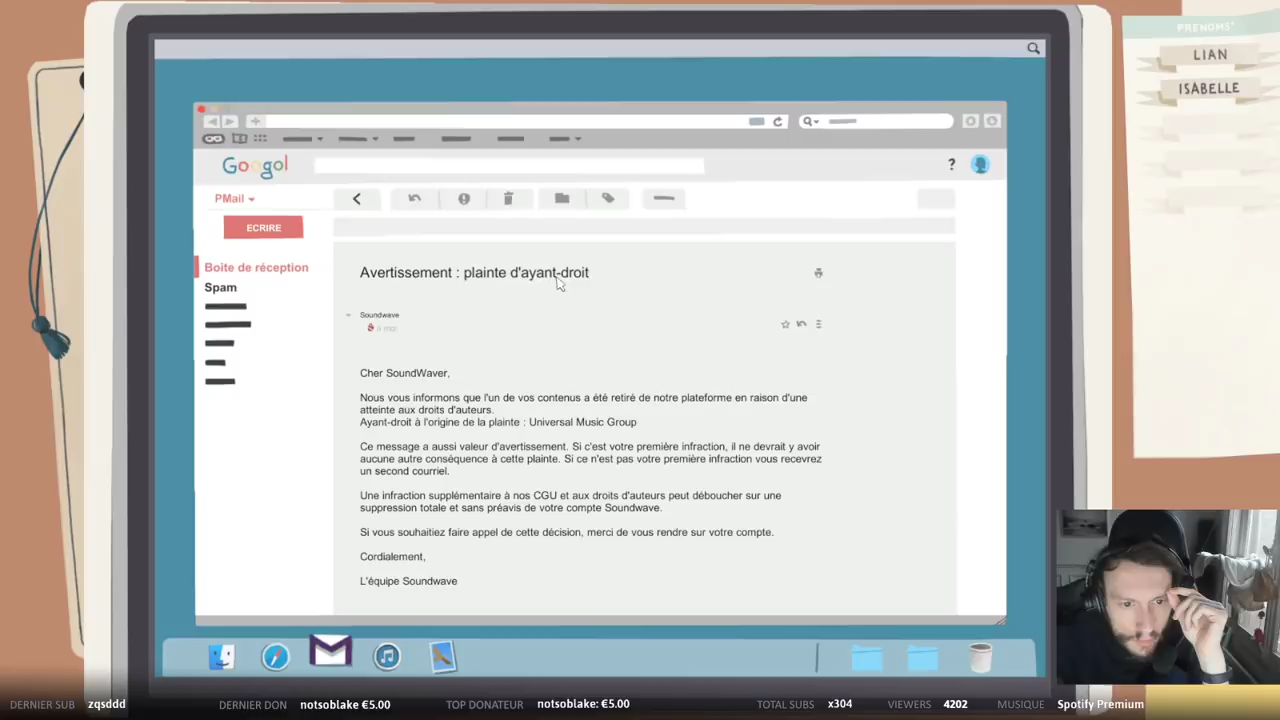 PRENOMS*
LIAN
ISABELLE
Googol
?
PMail
ECRIRE
Boite de réception
Spam
Avertissement : plainte d'ayant-droit
Soundwave
à moi
Cher SoundWaver,
Nous vous informons que l'un de vos contenus a été retiré de notre plateforme en raison d'une
atteinte aux droits d'auteurs.
Ayant-droit à l'origine de la plainte : Universal Music Group
Ce message a aussi valeur d'avertissement. Si c'est votre première infraction, il ne devrait y avoir
aucune autre conséquence à cette plainte. Si ce n'est pas votre première infraction vous recevrez
un second courriel.
Une infraction supplémentaire à nos CGU et aux droits d'auteurs peut déboucher sur une
suppression totale et sans préavis de votre compte Soundwave.
Si vous souhaitiez faire appel de cette décision, merci de vous rendre sur votre compte.
Cordialement,
L'équipe Soundwave
DERNIER SUB zqsddd DERNIER DON notsoblake: €5.00 TOP DONATEUR notsoblake: €5.00 TOTAL SUBS x304 VIEWERS 4202 MUSIQUE Spotify Premium